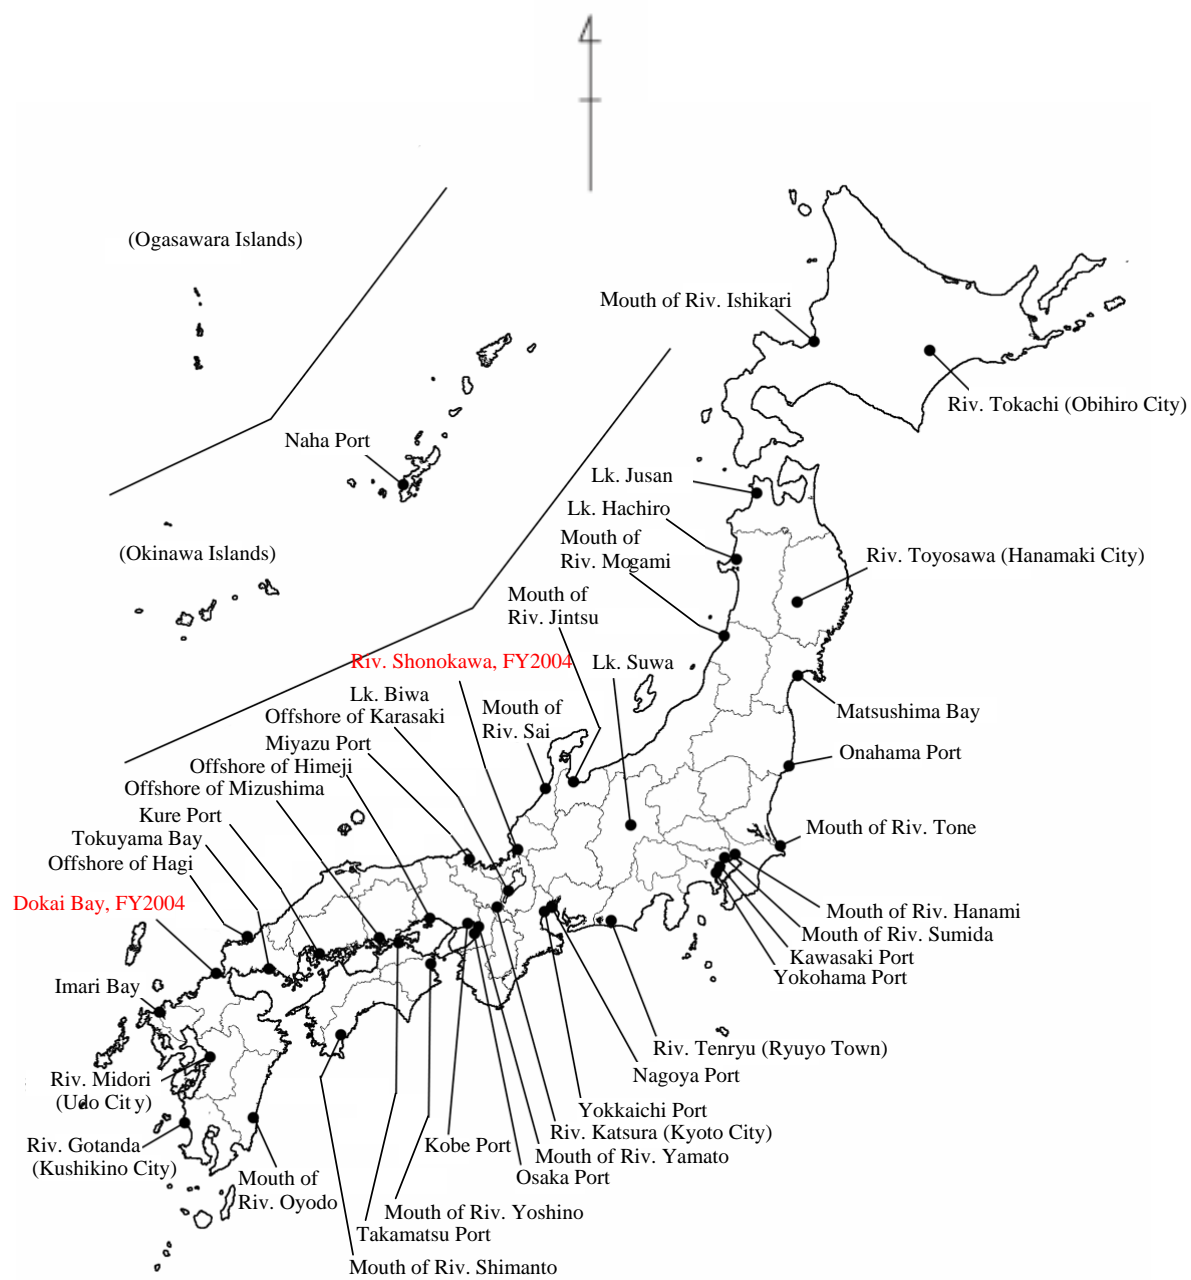 (Ogasawara Islands)
Mouth of Riv. Ishikari
Riv. Tokachi (Obihiro City)
Naha Port
Lk. Jusan
Lk. Hachiro
Mouth of
Riv. Mogami
(Okinawa Islands)
Riv. Toyosawa (Hanamaki City)
Mouth of
Riv. Jintsu
Riv. Shonokawa, FY2004
Lk. Suwa
Lk. Biwa
Offshore of Karasaki
Mouth of
Riv. Sai
Matsushima Bay
Miyazu Port
Onahama Port
Offshore of Himeji
Offshore of Mizushima
Kure Port
Mouth of Riv. Tone
Tokuyama Bay
Offshore of Hagi
Dokai Bay, FY2004
Mouth of Riv. Hanami
Mouth of Riv. Sumida
Kawasaki Port
Yokohama Port
Imari Bay
Riv. Tenryu (Ryuyo Town)
Nagoya Port
Riv. Midori
(Udo City)
Yokkaichi Port
Riv. Katsura (Kyoto City)
Riv. Gotanda
(Kushikino City)
Kobe Port
Mouth of Riv. Yamato
Osaka Port
Mouth of
Riv. Oyodo
Mouth of Riv. Yoshino
Takamatsu Port
Mouth of Riv. Shimanto